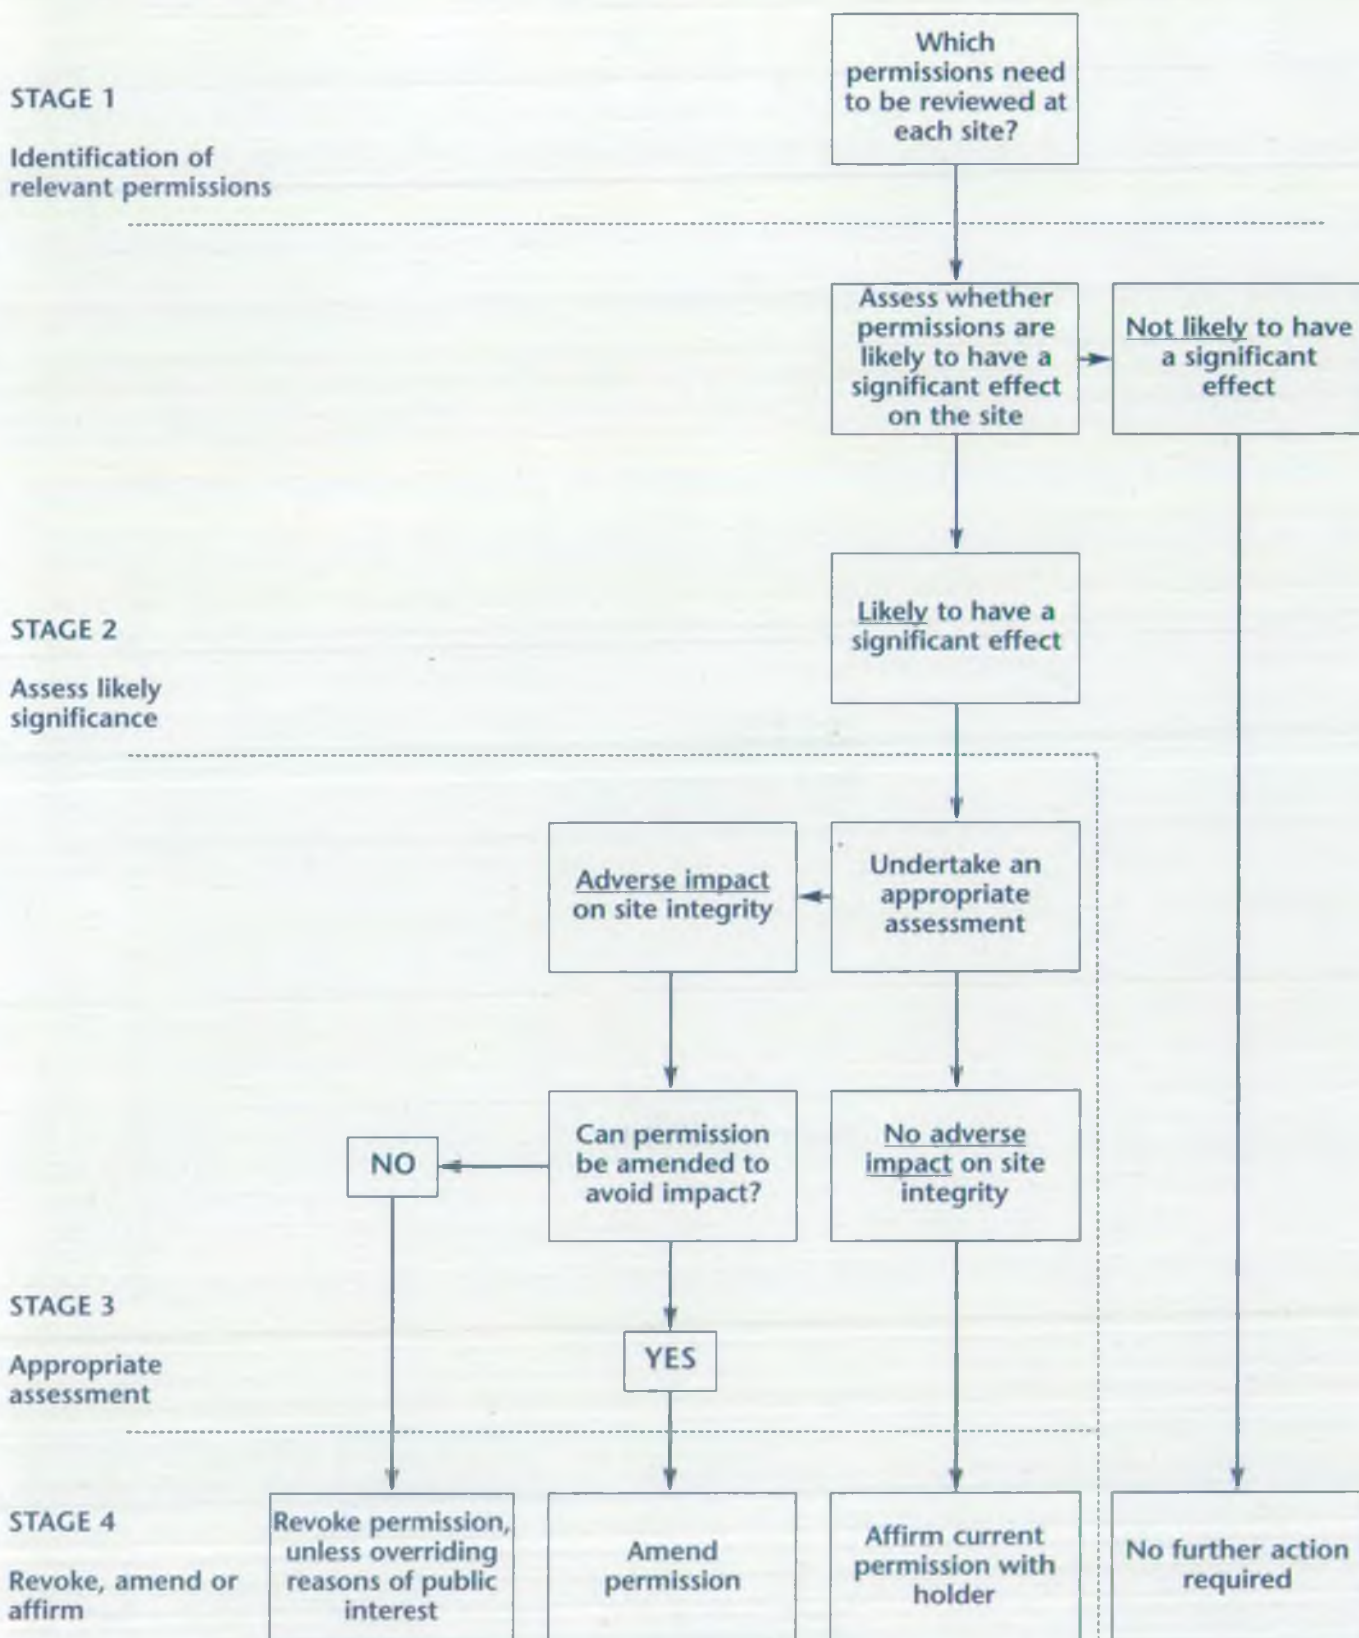 STAGE 1
Identification of
relevant permissions
Which
permissions need
to be reviewed at
each site?
Assess whether
permissions are
likely to have a
significant effect
on the site
Not likely to have
a significant
effect
STAGE 2
Assess likely
significance
Likely to have a
significant effect
Adverse impact
on site integrity
Undertake an
appropriate
assessment
NO
Can permission
be amended to
avoid impact?
No adverse
impact on site
integrity
STAGE 3
Appropriate
assessment
YES
STAGE 4
Revoke, amend or
affirm
Revoke permission,
unless overriding
reasons of public
interest
Amend
permission
Affirm current
permission with
holder
No further action
required